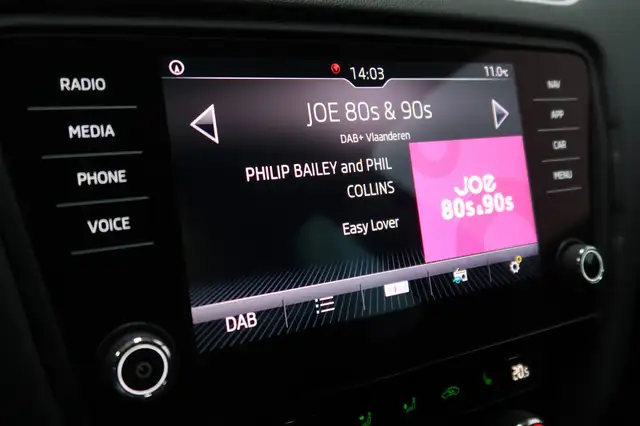 RADIO
MEDIA
PHONE
VOICE
14:03
11.0°C
JOE 80s & 90s
DAB+ Vlaanderen
PHILIP BAILEY and PHIL
COLLINS
Easy Lover
JOE
80s&90s
DAB
NAV
APP
CAR
MENU